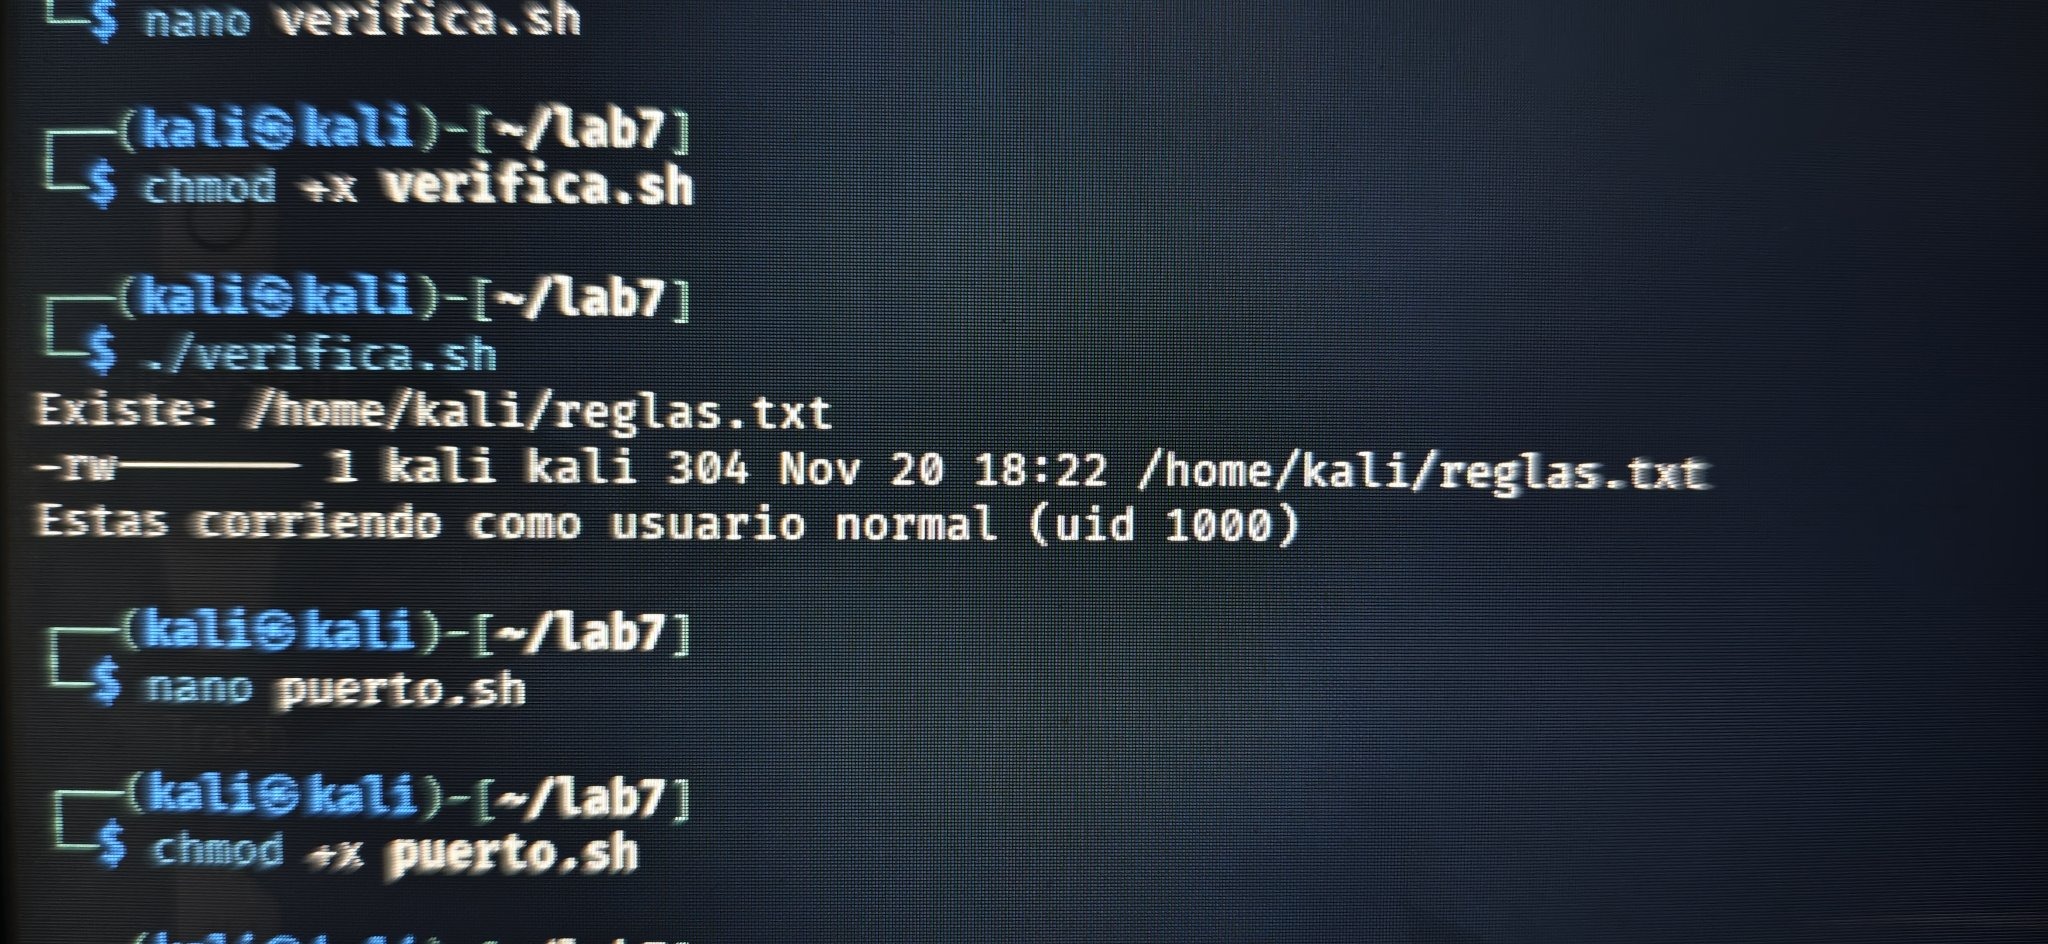 └─$ nano verifica.sh
┌──(kali㉿kali)-[~/lab7]
└─$ chmod +x verifica.sh
┌──(kali㉿kali)-[~/lab7]
└─$ ./verifica.sh
Existe: /home/kali/reglas.txt
-rw------- 1 kali kali 304 Nov 20 18:22 /home/kali/reglas.txt
Estas corriendo como usuario normal (uid 1000)
┌──(kali㉿kali)-[~/lab7]
└─$ nano puerto.sh
┌──(kali㉿kali)-[~/lab7]
└─$ chmod +x puerto.sh